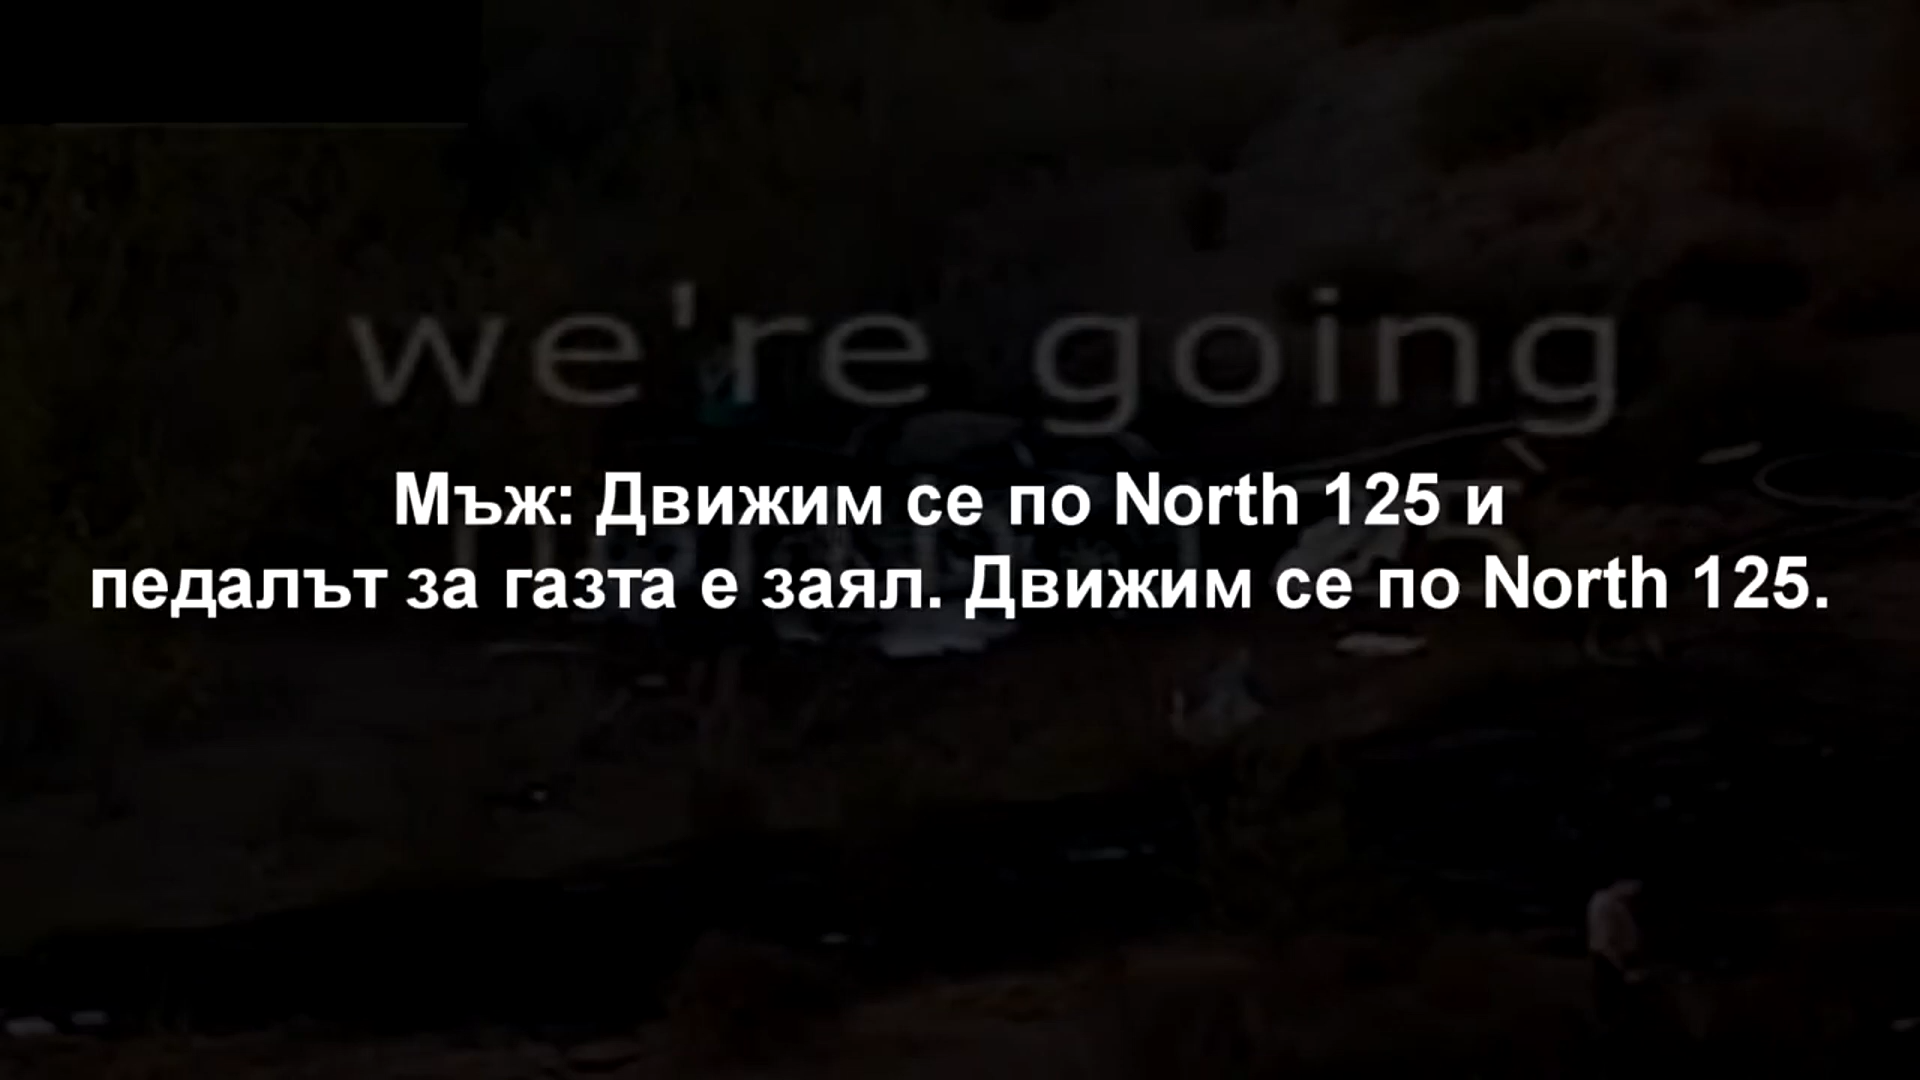 we're going
Мъж: Движим се по North 125 и
педалът за газта е заял. Движим се по North 125.